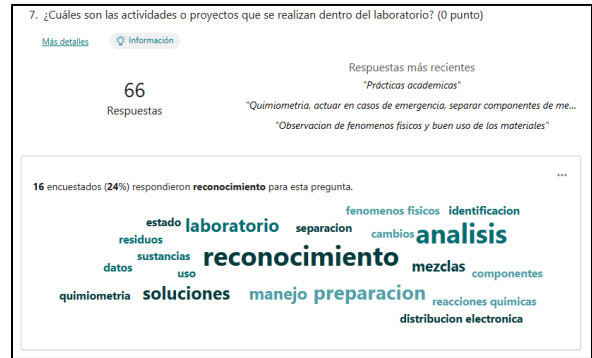 7. ¿Cuáles son las actividades o proyectos que se realizan dentro del laboratorio? (0 punto)
Más detalles
Información
66
Respuestas
Respuestas más recientes
"Prácticas academicas"
"Quimiometria, actuar en casos de emergencia, separar componentes de me...
"Observacion de fenomenos fisicos y buen uso de los materiales"
...
16 encuestados (24%) respondieron reconocimiento para esta pregunta.
fenomenos fisicos identificacion
estado laboratorio separacion
cambios analisis
residuos
sustancias reconocimiento mezclas
datos uso componentes
quimiometria soluciones manejo preparacion reacciones quimicas
distribucion electronica